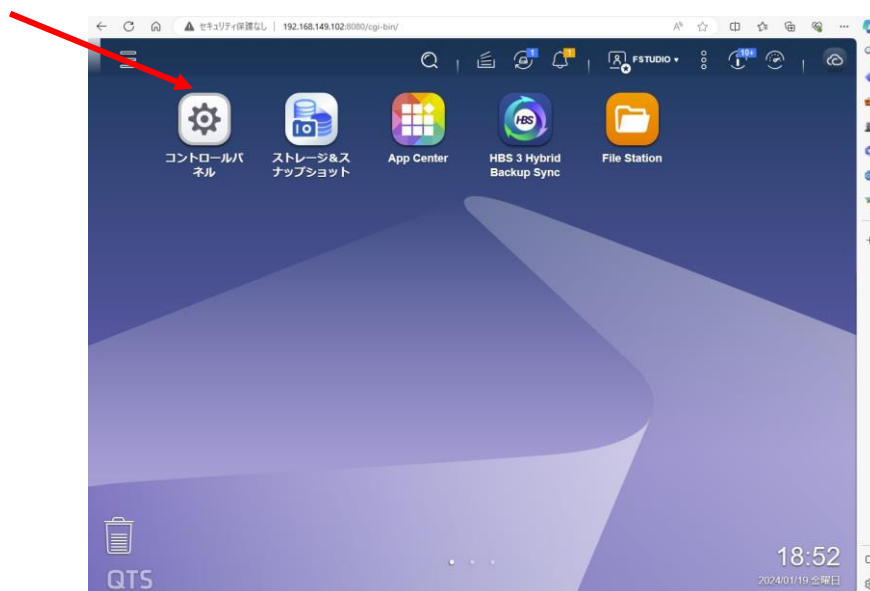 セキュリティ保護なし | 192.168.149.102:8080/cgi-bin/
1
1
FSTUDIO
10+
コントロールパ
ネル
ストレージ&ス
ナップショット
App Center
HBS
HBS 3 Hybrid
Backup Sync
File Station
QTS
18:52
2024/01/19 金曜日